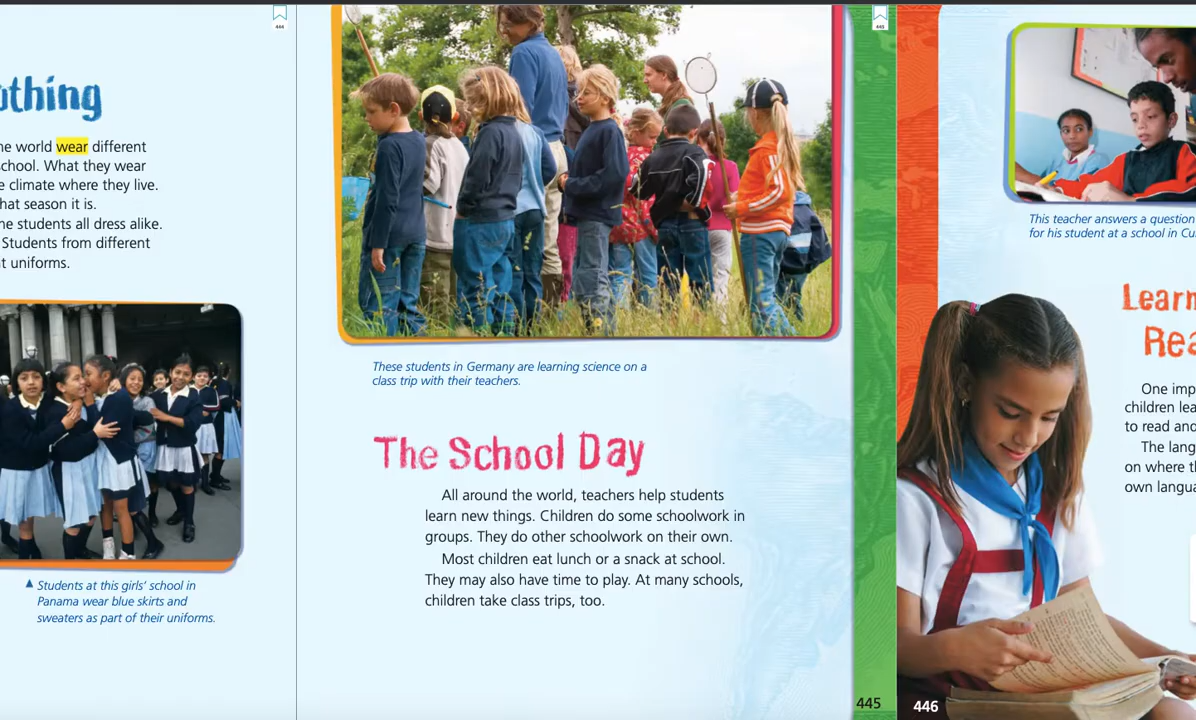 444
othing
he world wear different
school. What they wear
e climate where they live.
hat season it is.
me students all dress alike.
Students from different
t uniforms.
Students at this girls' school in
Panama wear blue skirts and
sweaters as part of their uniforms.
445
These students in Germany are learning science on a
class trip with their teachers.
The School Day
All around the world, teachers help students
learn new things. Children do some schoolwork in
groups. They do other schoolwork on their own.
Most children eat lunch or a snack at school.
They may also have time to play. At many schools,
children take class trips, too.
445
This teacher answers a question
for his student at a school in Cu
Learn
Rea
One imp
children lea
to read and
The lang
on where th
own langua
446